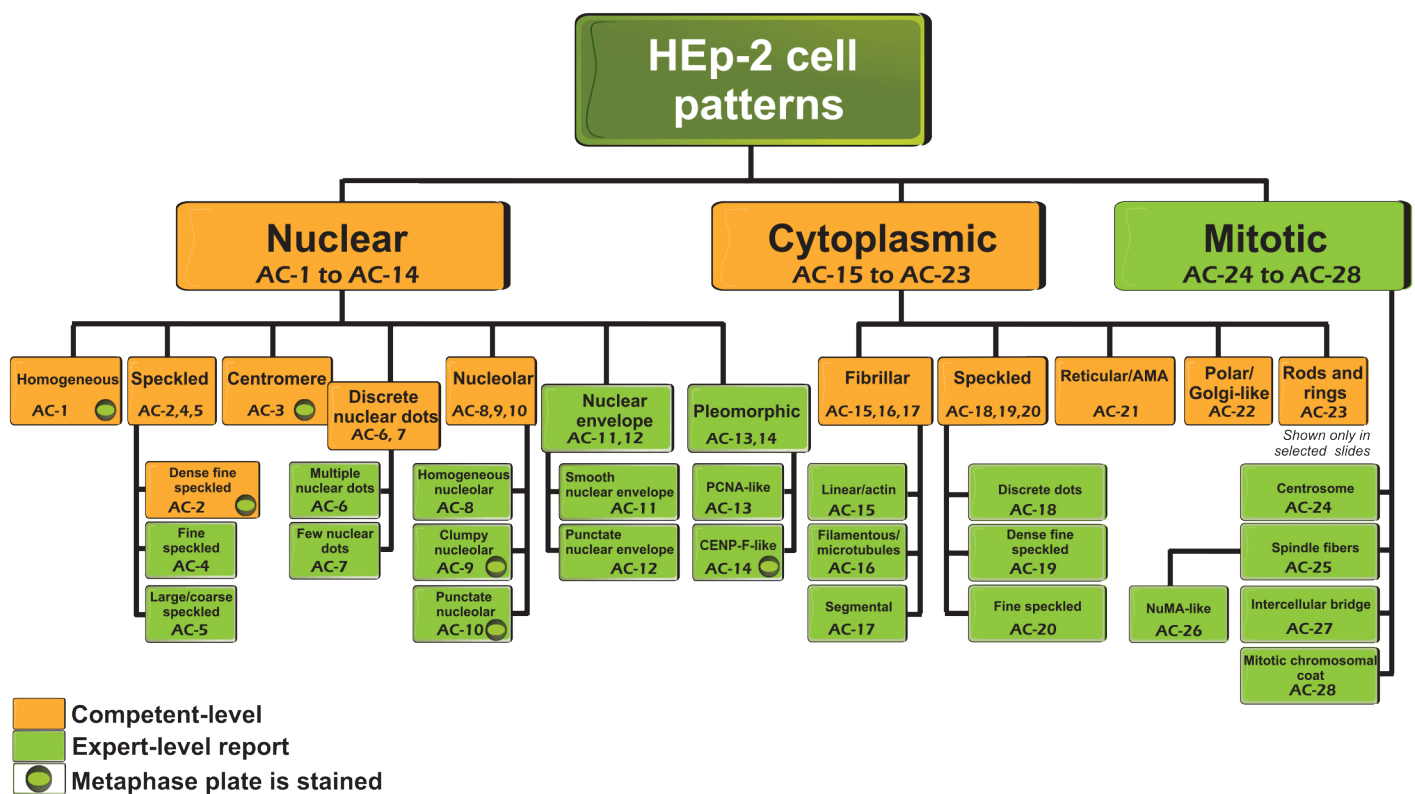 HEp-2 cell
patterns
Nuclear
AC-1 to AC-14
Cytoplasmic
AC-15 to AC-23
Mitotic
AC-24 to AC-28
Homogeneous
AC-1
Speckled
AC-2,4,5
Centromere
AC-3
Discrete
nuclear dots
AC-6, 7
Nucleolar
AC-8,9,10
Nuclear
envelope
AC-11,12
Pleomorphic
AC-13,14
Fibrillar
AC-15,16,17
Speckled
AC-18,19,20
Reticular/AMA
AC-21
Polar/
Golgi-like
AC-22
Rods and
rings
AC-23
Shown only in
selected slides
Dense fine
speckled
AC-2
Fine
speckled
AC-4
Large/coarse
speckled
AC-5
Multiple
nuclear dots
AC-6
Few nuclear
dots
AC-7
Homogeneous
nucleolar
AC-8
Clumpy
nucleolar
AC-9
Punctate
nucleolar
AC-10
Smooth
nuclear envelope
AC-11
Punctate
nuclear envelope
AC-12
PCNA-like
AC-13
CENP-F-like
AC-14
Linear/actin
AC-15
Filamentous/
microtubules
AC-16
Segmental
AC-17
Discrete dots
AC-18
Dense fine
speckled
AC-19
Fine speckled
AC-20
Centrosome
AC-24
Spindle fibers
AC-25
NuMA-like
AC-26
Intercellular bridge
AC-27
Mitotic chromosomal
coat
AC-28
Competent-level
Expert-level report
Metaphase plate is stained